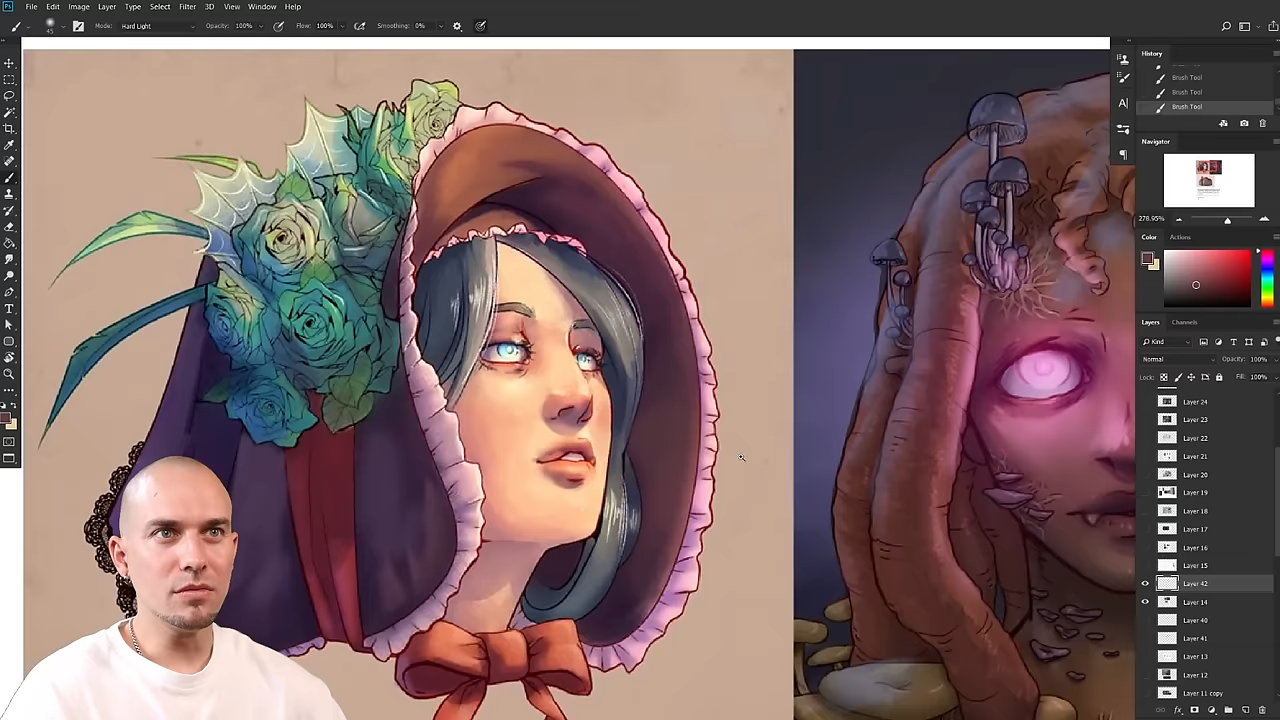 Ps File Edit Image Layer Type Select Filter 3D View Window Help
45 Mode: Hard Light Opacity: 100% Flow: 100% Smoothing: 0%
History
Brush Tool
Brush Tool
Brush Tool
Navigator
278.95%
Color Actions
Layers Channels
Kind
Normal Opacity: 100%
Lock: Fill: 100%
Layer 24
Layer 23
Layer 22
Layer 21
Layer 20
Layer 19
Layer 18
Layer 17
Layer 16
Layer 15
Layer 42
Layer 14
Layer 40
Layer 41
Layer 13
Layer 12
Layer 11 copy
fx